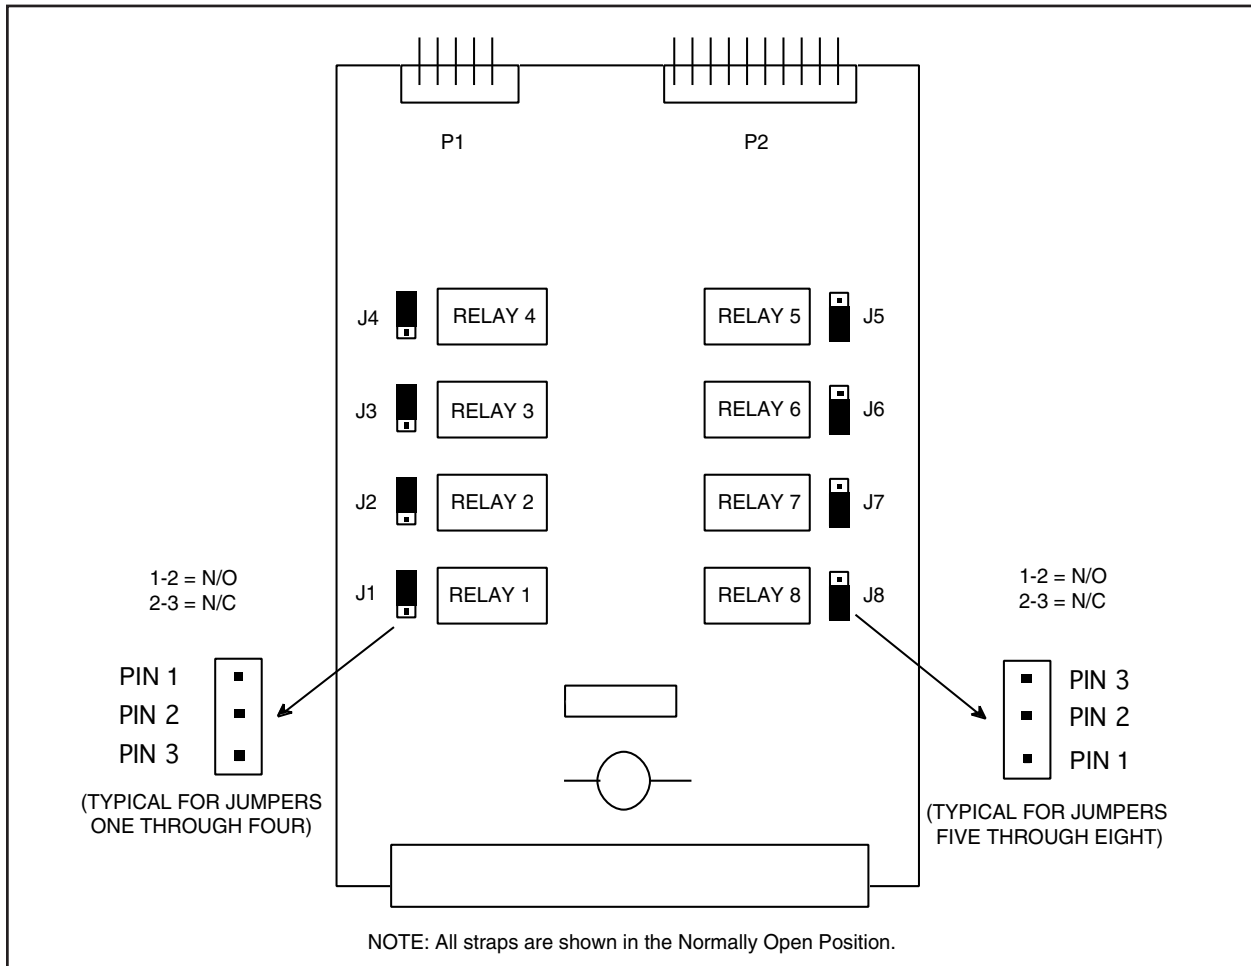 P1
P2
J4
RELAY 4
RELAY 5
J5
J3
RELAY 3
RELAY 6
J6
J2
RELAY 2
RELAY 7
J7
1-2 = N/O
2-3 = N/C
J1
RELAY 1
RELAY 8
J8
1-2 = N/O
2-3 = N/C
PIN 1
PIN 2
PIN 3
(TYPICAL FOR JUMPERS
ONE THROUGH FOUR)
PIN 3
PIN 2
PIN 1
(TYPICAL FOR JUMPERS
FIVE THROUGH EIGHT)
NOTE: All straps are shown in the Normally Open Position.